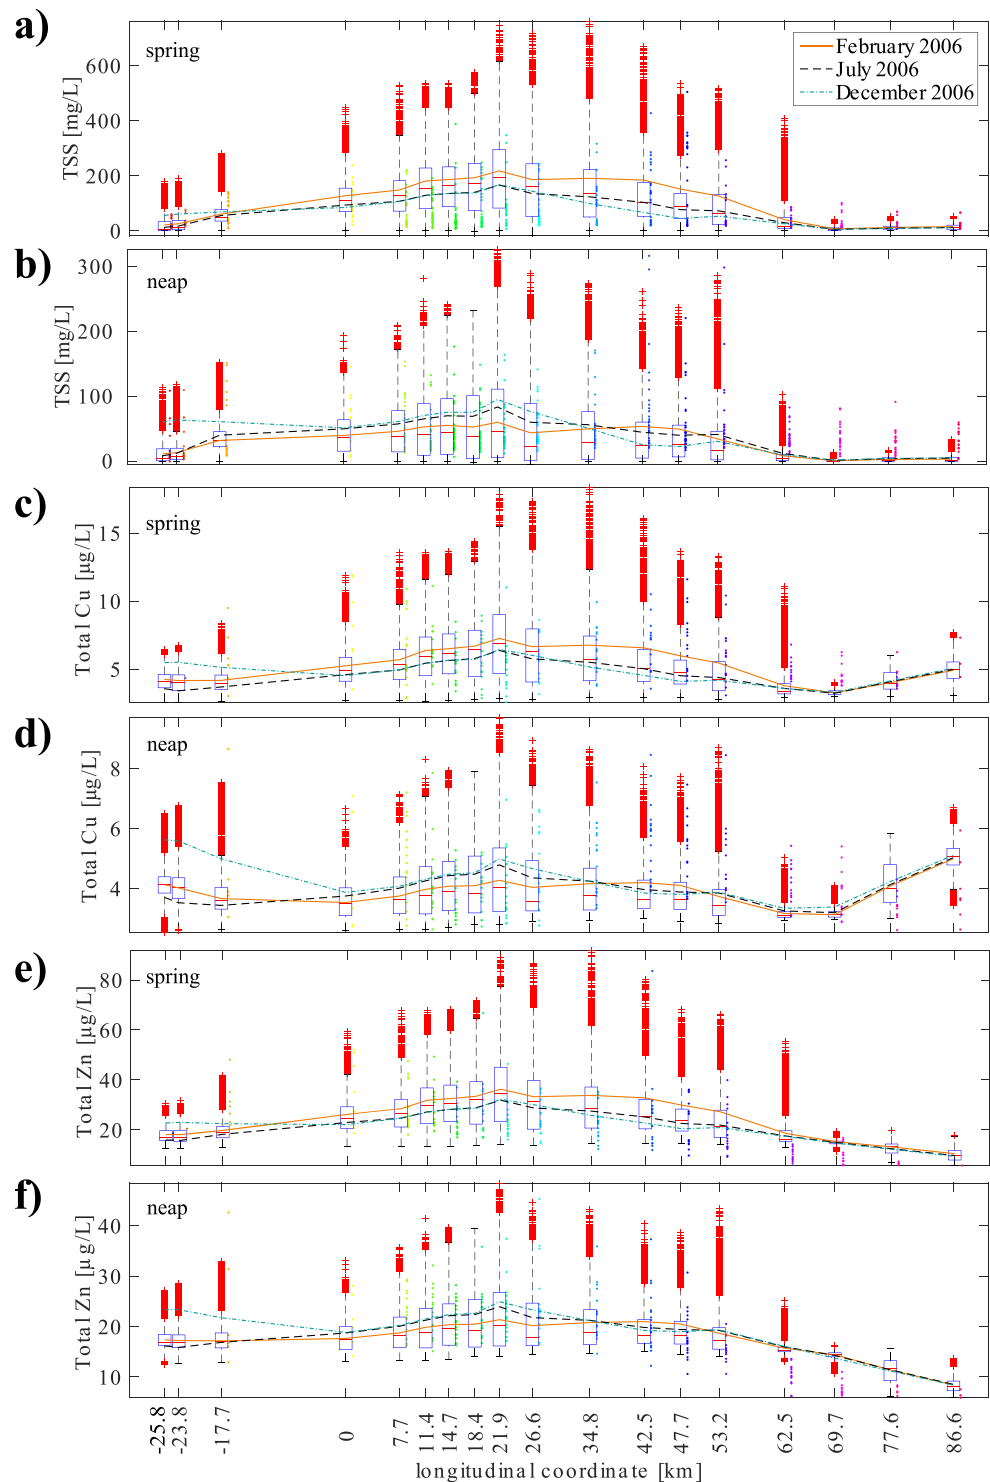 a)
spring
February 2006
July 2006
December 2006
TSS [mg/L]
600
400
200
0
b)
neap
TSS [mg/L]
300
200
100
0
c)
spring
Total Cu [µg/L]
15
10
5
d)
neap
Total Cu [µg/L]
8
6
4
e)
spring
Total Zn [µg/L]
80
60
40
20
f)
neap
Total Zn [µg/L]
40
30
20
10
-25.8
-23.8
-17.7
0
7.7
11.4
14.7
18.4
21.9
26.6
34.8
42.5
47.7
53.2
62.5
69.7
77.6
86.6
longitudinal coordinate [km]